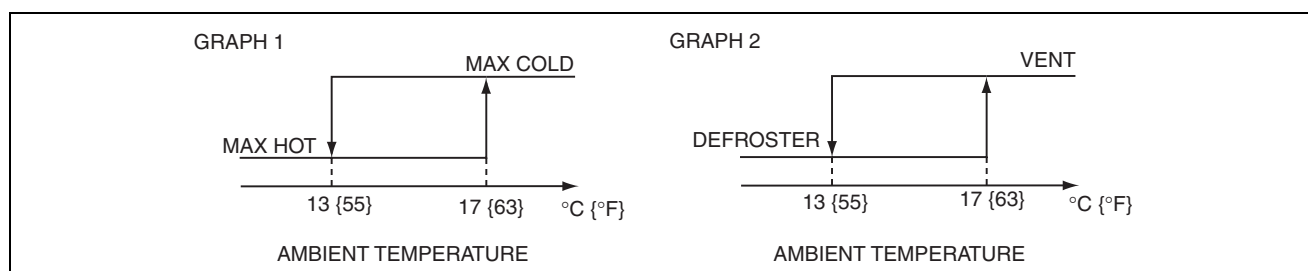 GRAPH 1
MAX COLD
MAX HOT
13 {55}
17 {63}
°C {°F}
AMBIENT TEMPERATURE
GRAPH 2
VENT
DEFROSTER
13 {55}
17 {63}
°C {°F}
AMBIENT TEMPERATURE